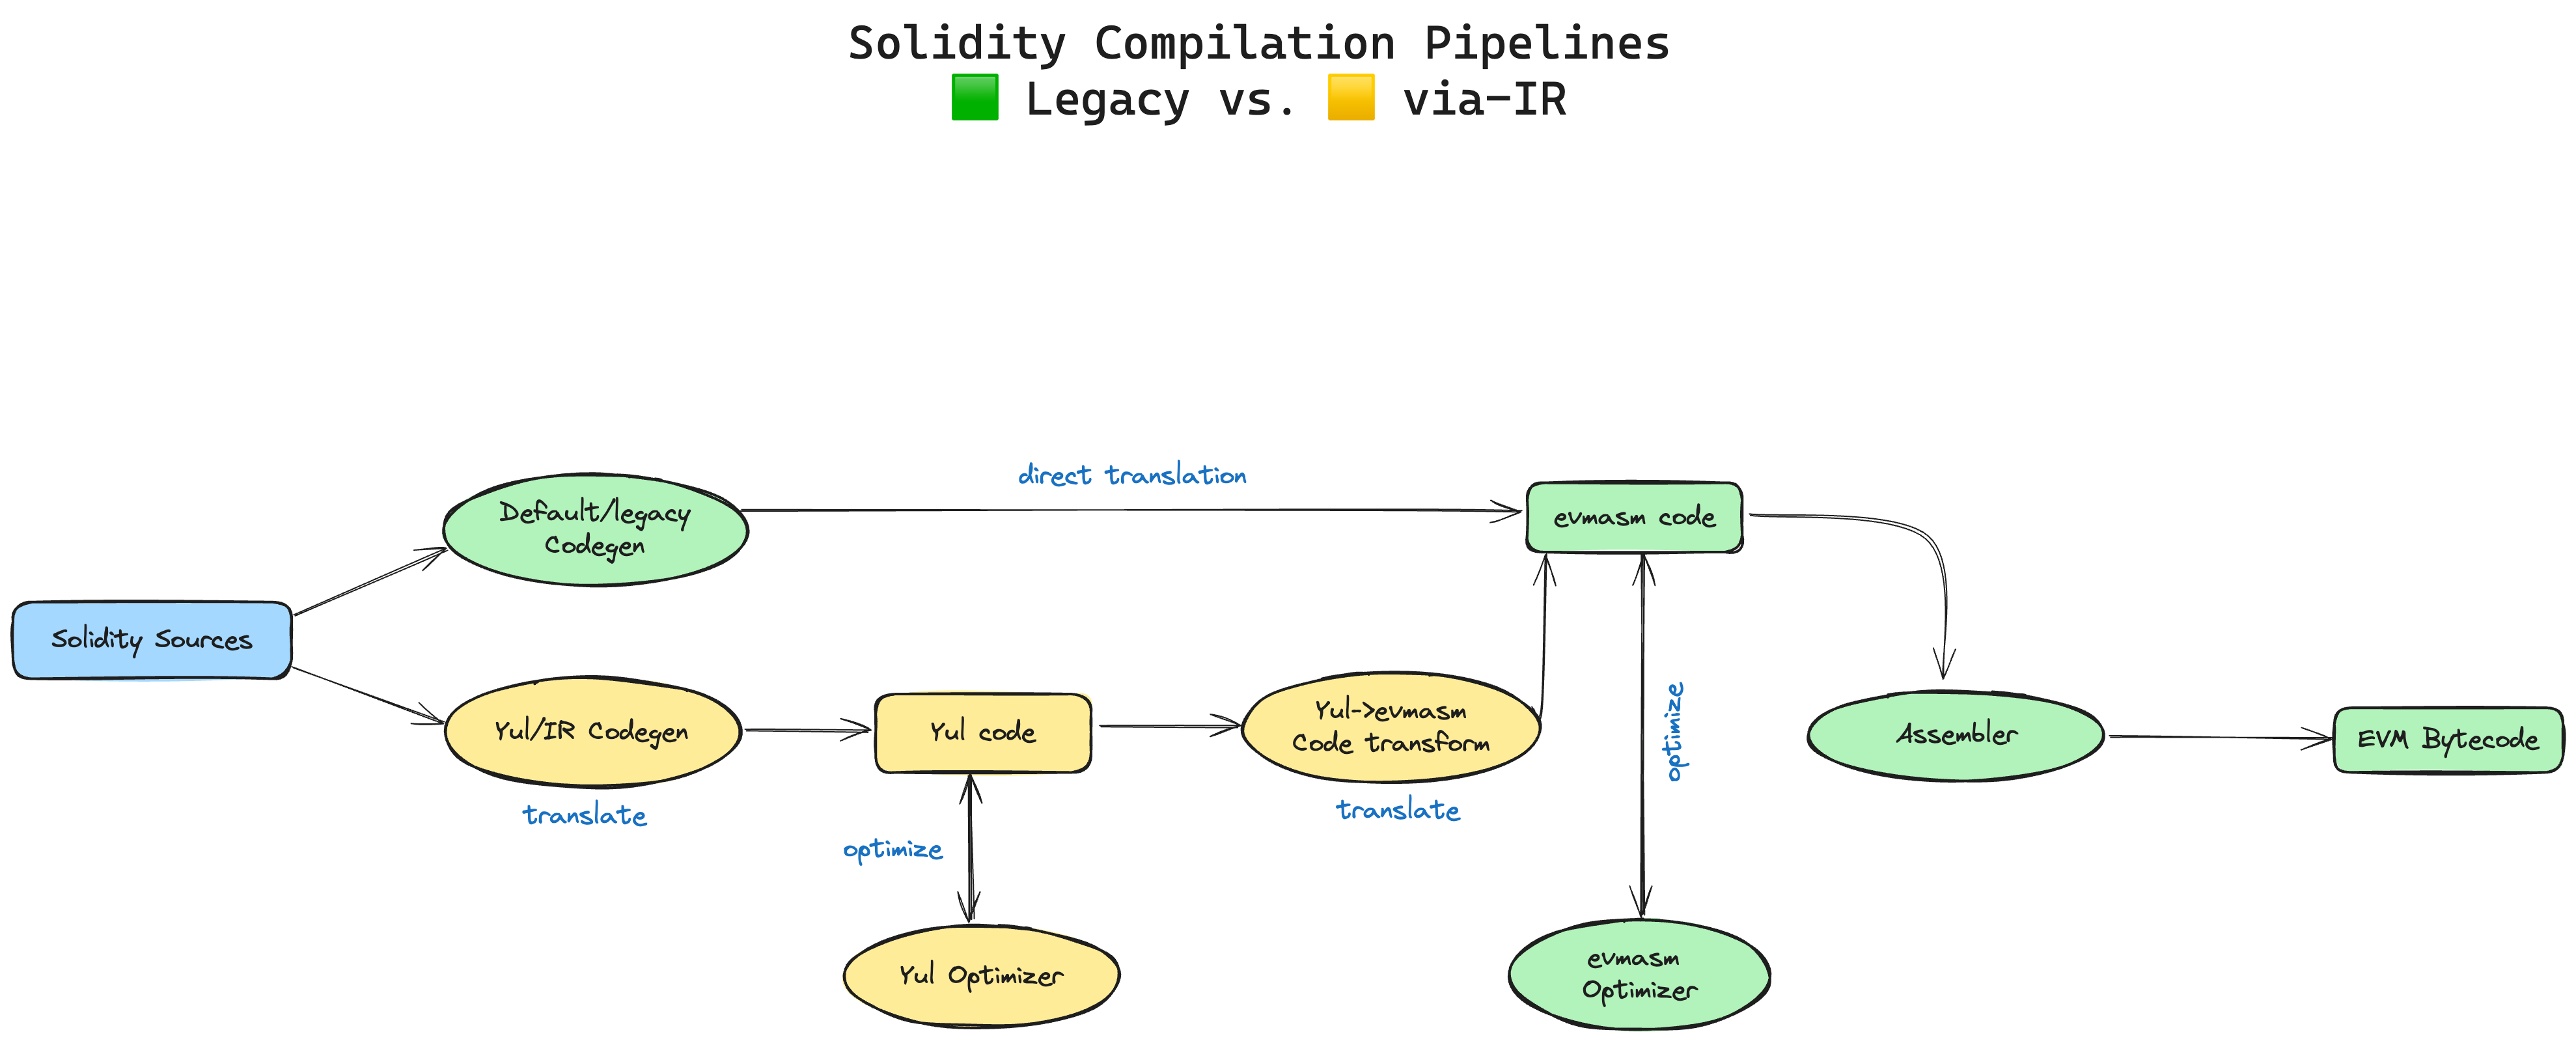 Solidity Compilation Pipelines
🟩 Legacy vs. 🟨 via-IR
direct translation
Default/legacy
Codegen
evmasm code
Solidity Sources
Yul/IR Codegen
translate
Yul code
optimize
Yul Optimizer
Yul->evmasm
Code transform
translate
optimize
evmasm
Optimizer
Assembler
EVM Bytecode